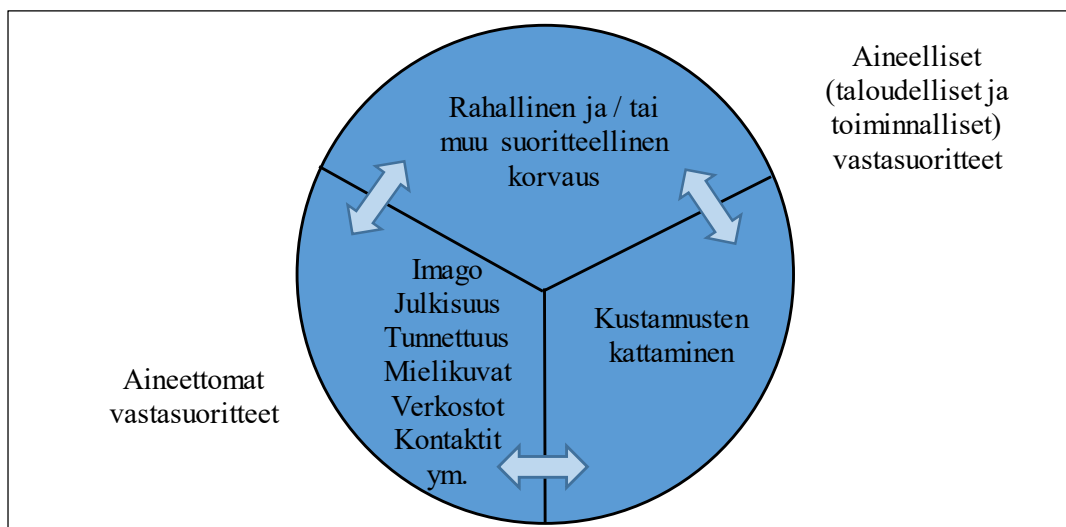 Aineelliset
(taloudelliset ja
toiminnalliset)
vastasuoritteet
Rahallinen ja / tai
muu suoritteellinen
korvaus
Imago
Julkisuus
Tunnettuus
Mielikuvat
Verkostot
Kontaktit
ym.
Kustannusten
kattaminen
Aineettomat
vastasuoritteet